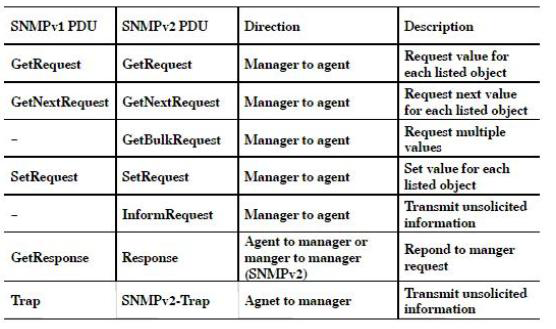 SNMPv1 PDU SNMPv2 PDU Direction Description
GetRequest GetRequest Manager to agent Request value for
each listed object
GetNextRequest GetNextRequest Manager to agent Request next value
for each listed object
– GetBulkRequest Manager to agent Request multiple
values
SetRequest SetRequest Manager to agent Set value for each
listed object
– InformRequest Manager to agent Transmit unsolicited
information
GetResponse Response Agent to manager or
manger to manager
(SNMPv2) Repond to manger
request
Trap SNMPv2-Trap Agnet to manager Transmit unsolicited
information